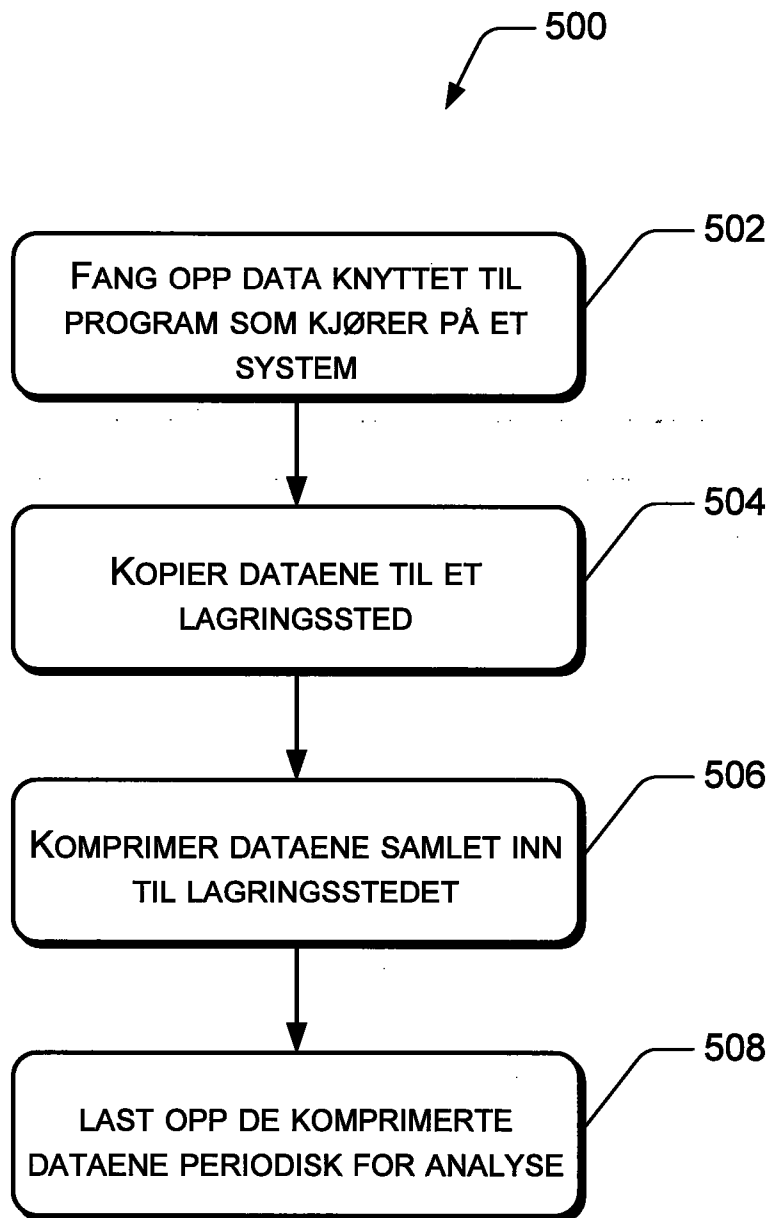 500
502
FANG OPP DATA KNYTTET TIL
PROGRAM SOM KJØRER PÅ ET
SYSTEM
504
KOPIER DATAENE TIL ET
LAGRINGSSTED
506
KOMPRIMER DATAENE SAMLET INN
TIL LAGRINGSSTEDET
508
LAST OPP DE KOMPRIMERTE
DATAENE PERIODISK FOR ANALYSE